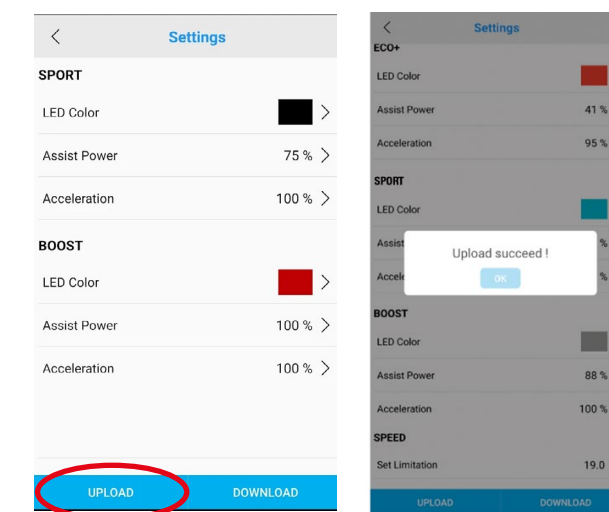 Settings
SPORT
LED Color
Assist Power 75 %
Acceleration 100 %
BOOST
LED Color
Assist Power 100 %
Acceleration 100 %
UPLOAD DOWNLOAD
Settings
ECO+
LED Color
Assist Power 41 %
Acceleration 95 %
SPORT
LED Color
Assist %
Upload succeed !
OK
Accele %
BOOST
LED Color
Assist Power 88 %
Acceleration 100 %
SPEED
Set Limitation 19.0
UPLOAD DOWNLOAD